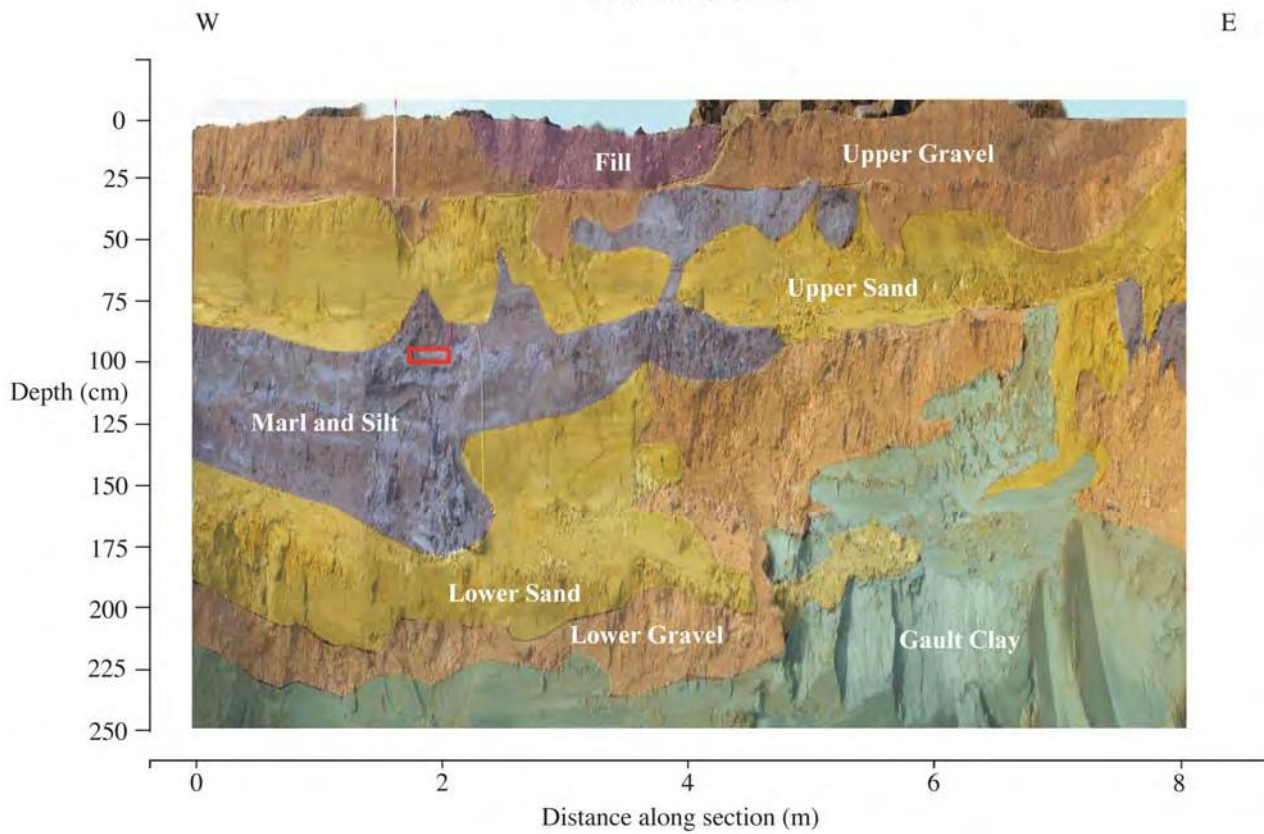 W
E
0
25
50
75
100
125
150
175
200
225
250
Depth (cm)
Fill
Upper Gravel
Upper Sand
Marl and Silt
Lower Sand
Lower Gravel
Gault Clay
0
2
4
6
8
Distance along section (m)